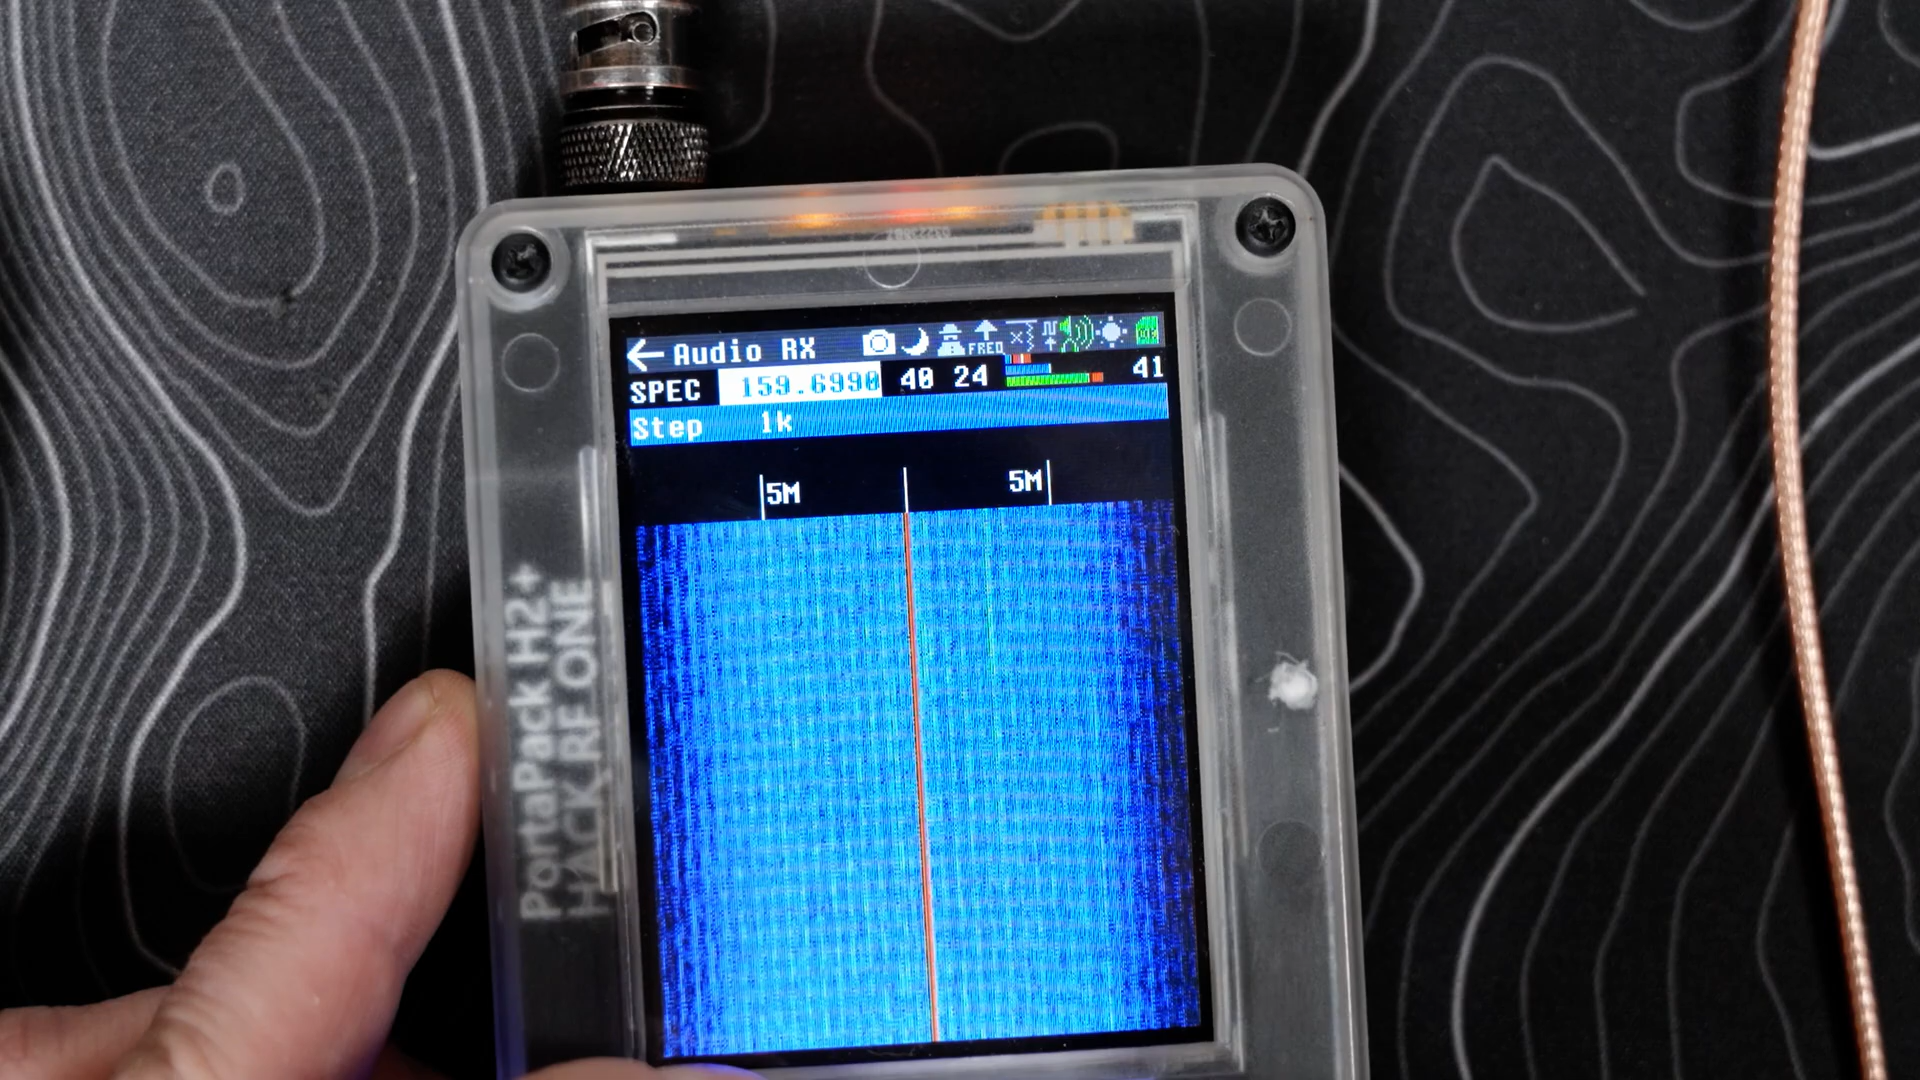 Audio RX
FREQ
SPEC 159.6990 40 24 41
Step 1k
5M 5M
PortaPack H2+
HACK RF ONE